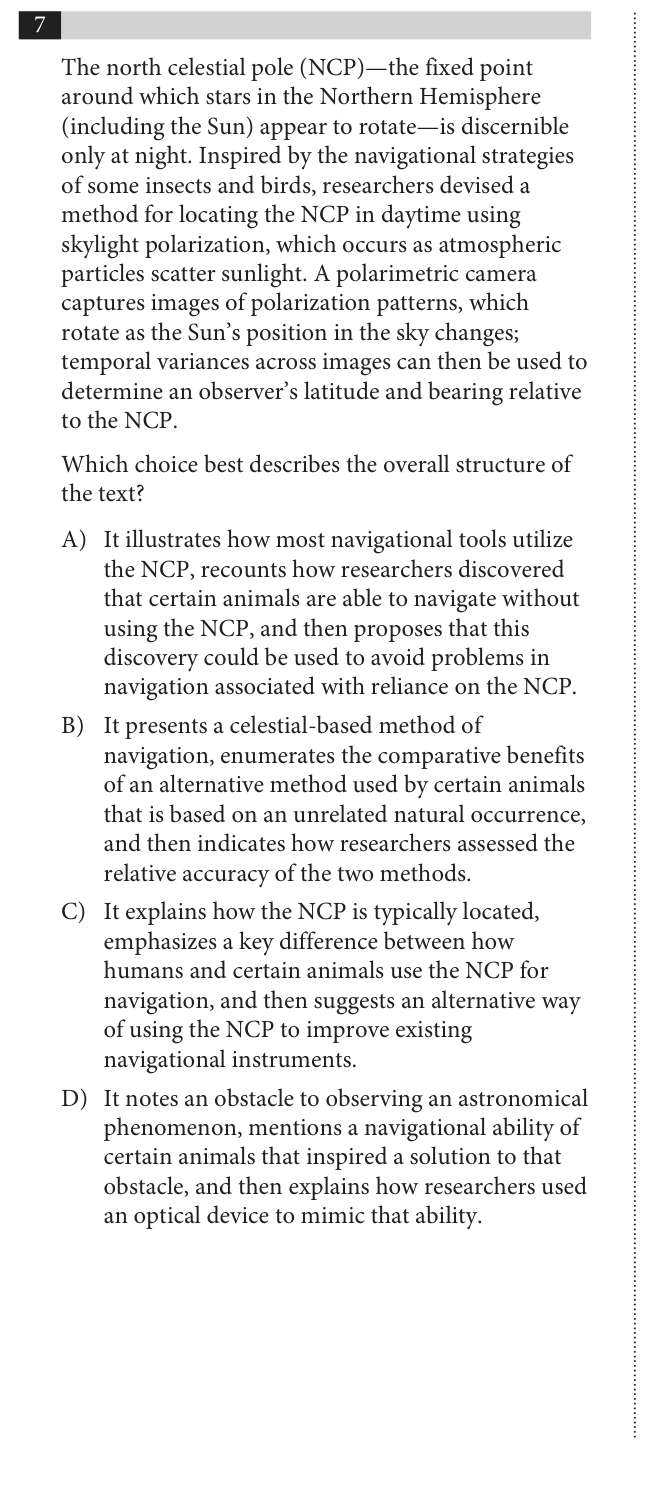 7
The north celestial pole (NCP)—the fixed point
around which stars in the Northern Hemisphere
(including the Sun) appear to rotate—is discernible
only at night. Inspired by the navigational strategies
of some insects and birds, researchers devised a
method for locating the NCP in daytime using
skylight polarization, which occurs as atmospheric
particles scatter sunlight. A polarimetric camera
captures images of polarization patterns, which
rotate as the Sun’s position in the sky changes;
temporal variances across images can then be used to
determine an observer’s latitude and bearing relative
to the NCP.
Which choice best describes the overall structure of
the text?
A) It illustrates how most navigational tools utilize
the NCP, recounts how researchers discovered
that certain animals are able to navigate without
using the NCP, and then proposes that this
discovery could be used to avoid problems in
navigation associated with reliance on the NCP.
B) It presents a celestial-based method of
navigation, enumerates the comparative benefits
of an alternative method used by certain animals
that is based on an unrelated natural occurrence,
and then indicates how researchers assessed the
relative accuracy of the two methods.
C) It explains how the NCP is typically located,
emphasizes a key difference between how
humans and certain animals use the NCP for
navigation, and then suggests an alternative way
of using the NCP to improve existing
navigational instruments.
D) It notes an obstacle to observing an astronomical
phenomenon, mentions a navigational ability of
certain animals that inspired a solution to that
obstacle, and then explains how researchers used
an optical device to mimic that ability.